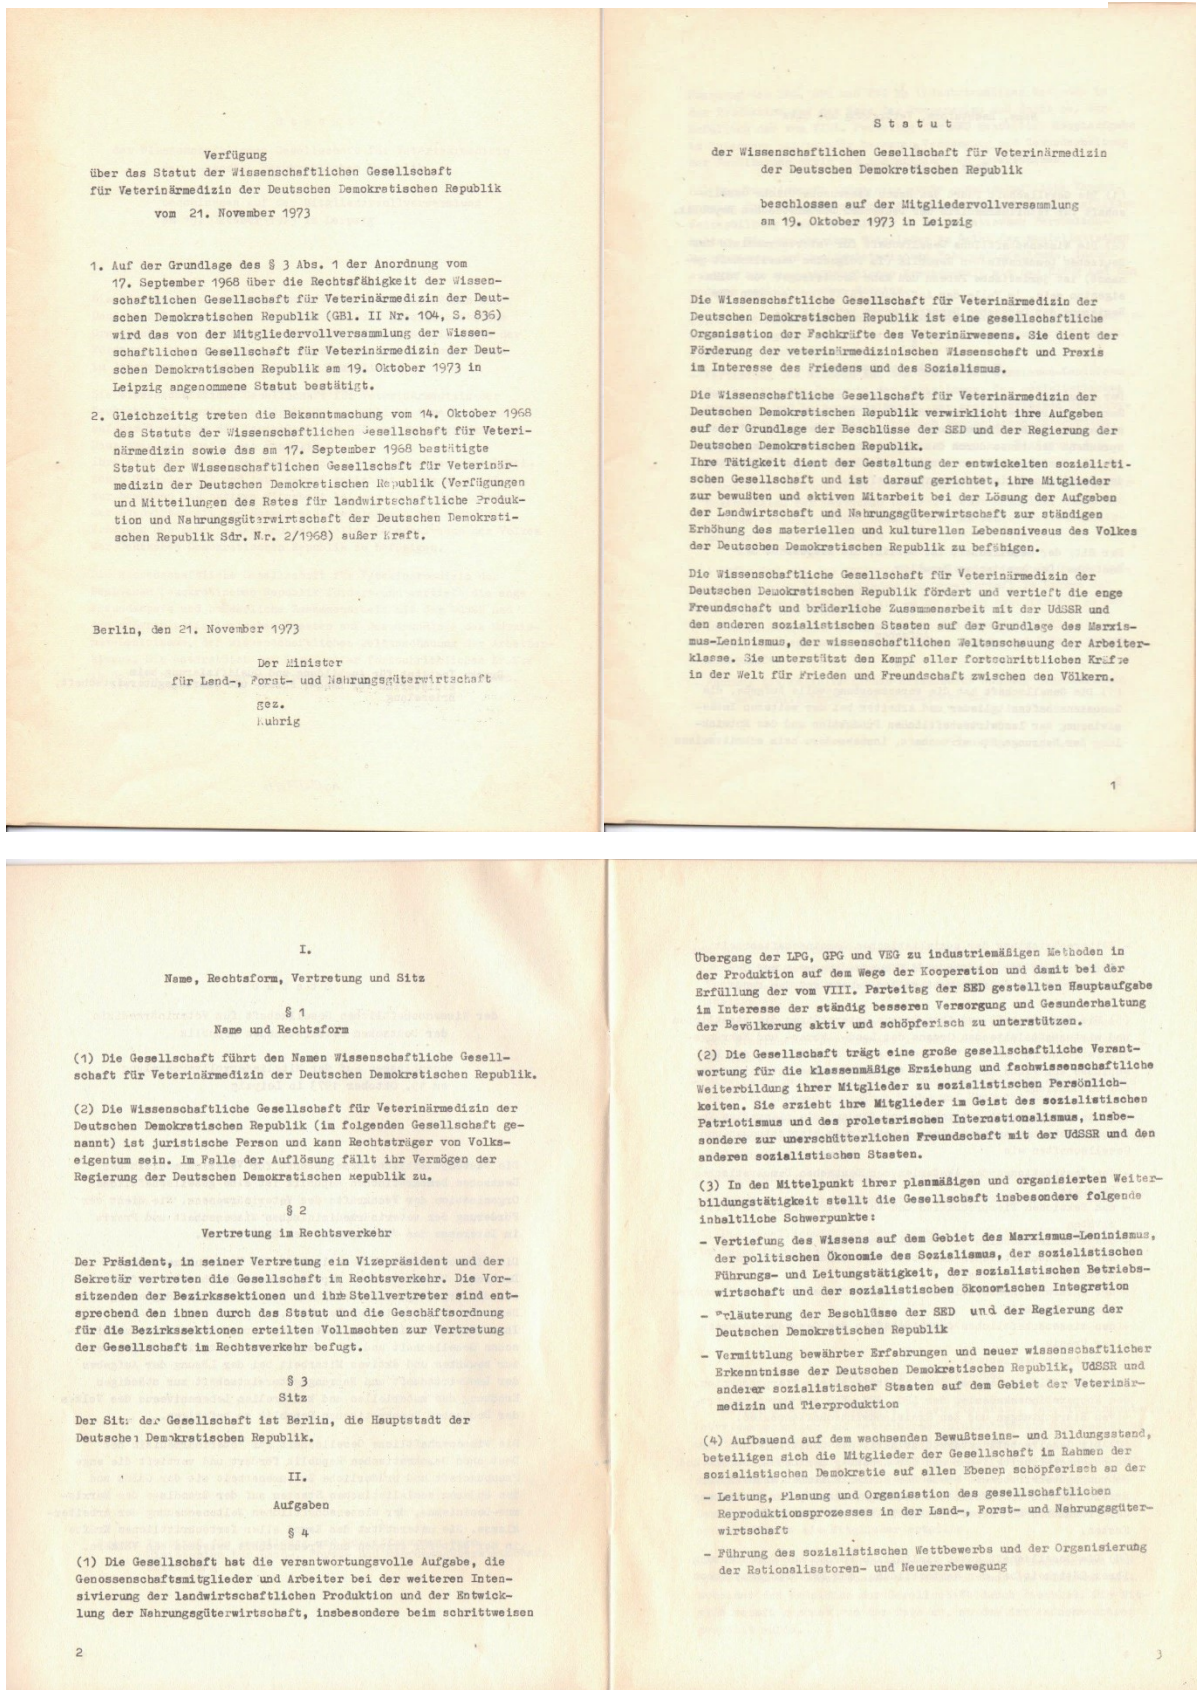 Verfügung
über das Statut der Wissenschaftlichen Gesellschaft
für Veterinärmedizin der Deutschen Demokratischen Republik
vom 21. November 1973
1. Auf der Grundlage des § 3 Abs. 1 der Anordnung vom
17. September 1968 über die Rechtsfähigkeit der Wissen-
schaftlichen Gesellschaft für Veterinärmedizin der Deut-
schen Demokratischen Republik (GBl. II Nr. 104, S. 836)
wird das von der Mitgliedervollversammlung der Wissen-
schaftlichen Gesellschaft für Veterinärmedizin der Deut-
schen Demokratischen Republik am 19. Oktober 1973 in
Leipzig angenommene Statut bestätigt.
2. Gleichzeitig treten die Bekanntmachung vom 14. Oktober 1968
des Statuts der Wissenschaftlichen Gesellschaft für Veteri-
närmedizin sowie das am 17. September 1968 bestätigte
Statut der Wissenschaftlichen Gesellschaft für Veterinär-
medizin der Deutschen Demokratischen Republik (Verfügungen
und Mitteilungen des Rates für landwirtschaftliche Produk-
tion und Nahrungsgüterwirtschaft der Deutschen Demokrati-
schen Republik Sdr. Nr. 2/1968) außer Kraft.
Berlin, den 21. November 1973
Der Minister
für Land-, Forst- und Nahrungsgüterwirtschaft
gez.
Kuhrig
S t a t u t
der Wissenschaftlichen Gesellschaft für Veterinärmedizin
der Deutschen Demokratischen Republik
beschlossen auf der Mitgliedervollversammlung
am 19. Oktober 1973 in Leipzig
Die Wissenschaftliche Gesellschaft für Veterinärmedizin der
Deutschen Demokratischen Republik ist eine gesellschaftliche
Organisation der Fachkräfte des Veterinärwesens. Sie dient der
Förderung der veterinärmedizinischen Wissenschaft und Praxis
im Interesse des Friedens und des Sozialismus.
Die Wissenschaftliche Gesellschaft für Veterinärmedizin der
Deutschen Demokratischen Republik verwirklicht ihre Aufgaben
auf der Grundlage der Beschlüsse der SED und der Regierung der
Deutschen Demokratischen Republik.
Ihre Tätigkeit dient der Gestaltung der entwickelten sozialisti-
schen Gesellschaft und ist darauf gerichtet, ihre Mitglieder
zur bewußten und aktiven Mitarbeit bei der Lösung der Aufgaben
der Landwirtschaft und Nahrungsgüterwirtschaft zur ständigen
Erhöhung des materiellen und kulturellen Lebensniveaus des Volkes
der Deutschen Demokratischen Republik zu befähigen.
Die Wissenschaftliche Gesellschaft für Veterinärmedizin der
Deutschen Demokratischen Republik fördert und vertieft die enge
Freundschaft und brüderliche Zusammenarbeit mit der UdSSR und
den anderen sozialistischen Staaten auf der Grundlage des Marxis-
mus-Leninismus, der wissenschaftlichen Weltanschauung der Arbeiter-
klasse. Sie unterstützt den Kampf aller fortschrittlichen Kräfte
in der Welt für Frieden und Freundschaft zwischen den Völkern.
1
I.
Name, Rechtsform, Vertretung und Sitz
§ 1
Name und Rechtsform
(1) Die Gesellschaft führt den Namen Wissenschaftliche Gesell-
schaft für Veterinärmedizin der Deutschen Demokratischen Republik.
(2) Die Wissenschaftliche Gesellschaft für Veterinärmedizin der
Deutschen Demokratischen Republik (im folgenden Gesellschaft ge-
nannt) ist juristische Person und kann Rechtsträger von Volks-
eigentum sein. Im Falle der Auflösung fällt ihr Vermögen der
Regierung der Deutschen Demokratischen Republik zu.
§ 2
Vertretung im Rechtsverkehr
Der Präsident, in seiner Vertretung ein Vizepräsident und der
Sekretär vertreten die Gesellschaft im Rechtsverkehr. Die Vor-
sitzenden der Bezirkssektionen und ihre Stellvertreter sind ent-
sprechend den ihnen durch das Statut und die Geschäftsordnung
für die Bezirkssektionen erteilten Vollmachten zur Vertretung
der Gesellschaft im Rechtsverkehr befugt.
§ 3
Sitz
Der Sitz der Gesellschaft ist Berlin, die Hauptstadt der
Deutschen Demokratischen Republik.
II.
Aufgaben
§ 4
(1) Die Gesellschaft hat die verantwortungsvolle Aufgabe, die
Genossenschaftsmitglieder und Arbeiter bei der weiteren Inten-
sivierung der landwirtschaftlichen Produktion und der Entwick-
lung der Nahrungsgüterwirtschaft, insbesondere beim schrittweisen
2
Übergang der LPG, GPG und VEG zu industriemäßigen Methoden in
der Produktion auf dem Wege der Kooperation und damit bei der
Erfüllung der vom VIII. Parteitag der SED gestellten Hauptaufgabe
im Interesse der ständig besseren Versorgung und Gesunderhaltung
der Bevölkerung aktiv und schöpferisch zu unterstützen.
(2) Die Gesellschaft trägt eine große gesellschaftliche Verant-
wortung für die klassenmäßige Erziehung und fachwissenschaftliche
Weiterbildung ihrer Mitglieder zu sozialistischen Persönlich-
keiten. Sie erzieht ihre Mitglieder im Geist des sozialistischen
Patriotismus und des proletarischen Internationalismus, insbe-
sondere zur unerschütterlichen Freundschaft mit der UdSSR und den
anderen sozialistischen Staaten.
(3) In den Mittelpunkt ihrer planmäßigen und organisierten Weiter-
bildungstätigkeit stellt die Gesellschaft insbesondere folgende
inhaltliche Schwerpunkte:
- Vertiefung des Wissens auf dem Gebiet des Marxismus-Leninismus,
der politischen Ökonomie des Sozialismus, der sozialistischen
Führungs- und Leitungstätigkeit, der sozialistischen Betriebs-
wirtschaft und der sozialistischen ökonomischen Integration
- Erläuterung der Beschlüsse der SED und der Regierung der
Deutschen Demokratischen Republik
- Vermittlung bewährter Erfahrungen und neuer wissenschaftlicher
Erkenntnisse der Deutschen Demokratischen Republik, UdSSR und
anderer sozialistischer Staaten auf dem Gebiet der Veterinär-
medizin und Tierproduktion
(4) Aufbauend auf dem wachsenden Bewußtseins- und Bildungsstand,
beteiligen sich die Mitglieder der Gesellschaft im Rahmen der
sozialistischen Demokratie auf allen Ebenen schöpferisch an der
- Leitung, Planung und Organisation des gesellschaftlichen
Reproduktionsprozesses in der Land-, Forst- und Nahrungsgüter-
wirtschaft
- Führung des sozialistischen Wettbewerbs und der Organisierung
der Rationalisatoren- und Neuererbewegung
3